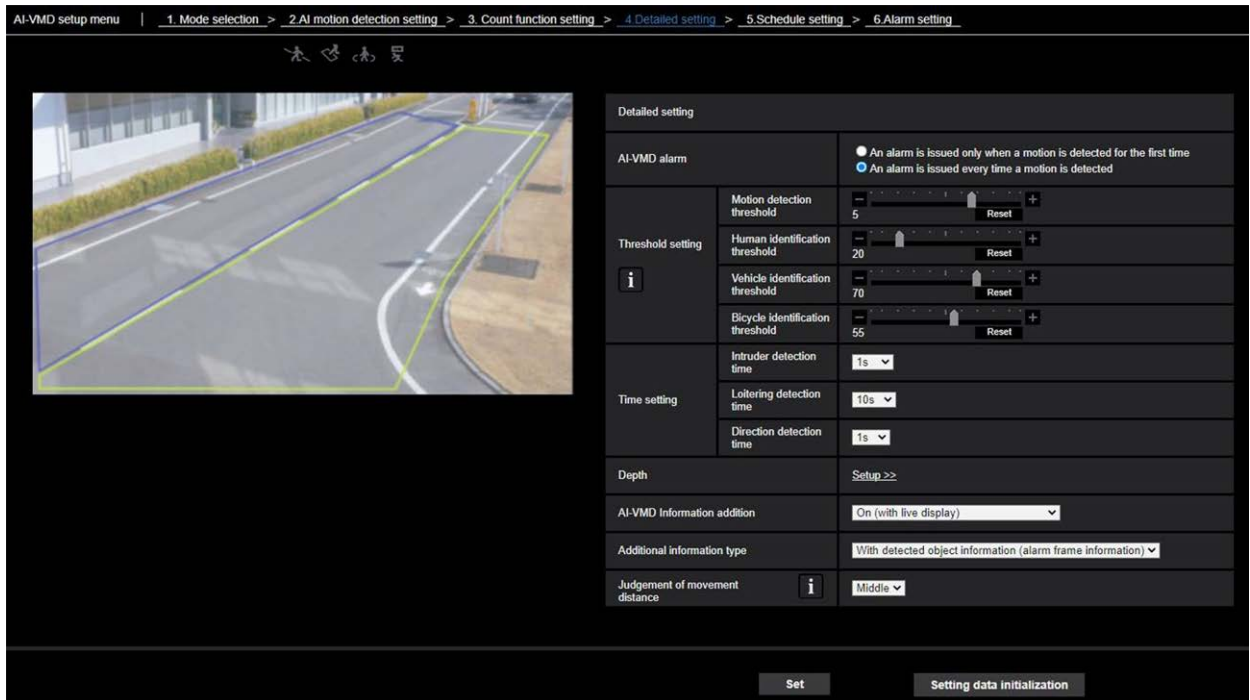 AI-VMD setup menu | 1. Mode selection > 2.AI motion detection setting > 3. Count function setting > 4.Detailed setting > 5.Schedule setting > 6.Alarm setting
Detailed setting
AI-VMD alarm
An alarm is issued only when a motion is detected for the first time
An alarm is issued every time a motion is detected
Threshold setting
i
Motion detection
threshold
5
Reset
Human identification
threshold
20
Reset
Vehicle identification
threshold
70
Reset
Bicycle identification
threshold
55
Reset
Time setting
Intruder detection
time
1s
Loitering detection
time
10s
Direction detection
time
1s
Depth
Setup >>
AI-VMD Information addition
On (with live display)
Additional information type
With detected object information (alarm frame information)
Judgement of movement
distance
i
Middle
Set
Setting data initialization